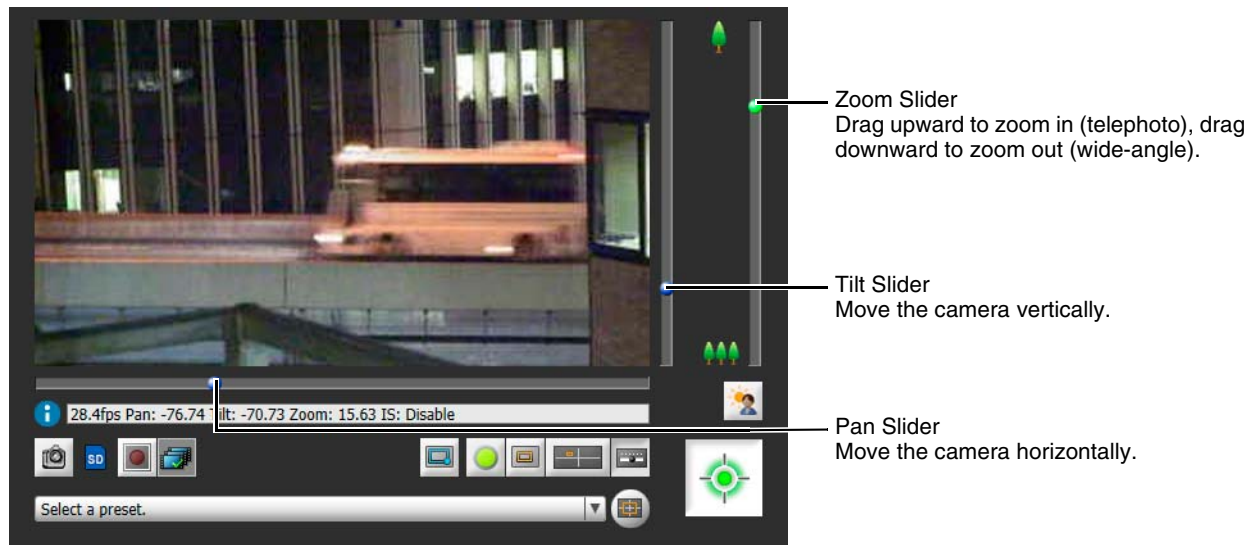 Zoom Slider
Drag upward to zoom in (telephoto), drag
downward to zoom out (wide-angle).
Tilt Slider
Move the camera vertically.
28.4fps Pan: -76.74 Tilt: -70.73 Zoom: 15.63 IS: Disable
Pan Slider
Move the camera horizontally.
SD
Select a preset.